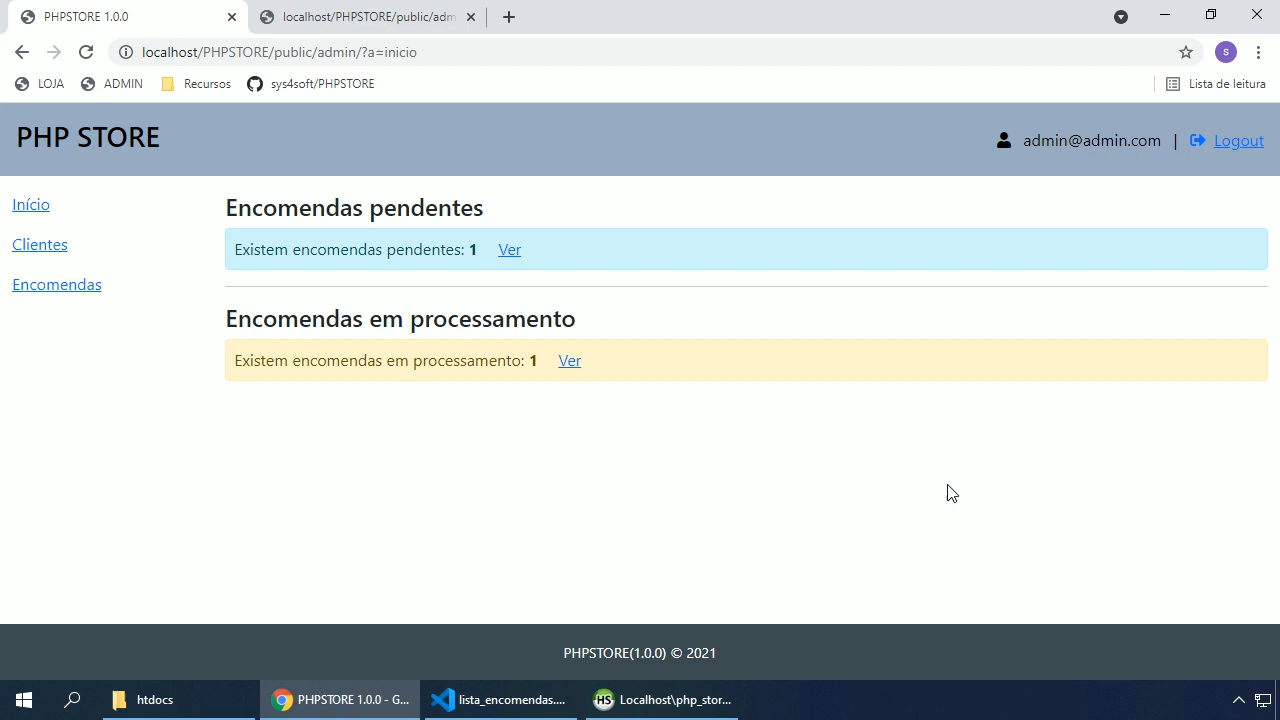 PHPSTORE 1.0.0
localhost/PHPSTORE/public/adm
localhost/PHPSTORE/public/admin/?a=inicio
s
LOJA
ADMIN
Recursos
sys4soft/PHPSTORE
Lista de leitura
PHP STORE
admin@admin.com | Logout
Início
Clientes
Encomendas
Encomendas pendentes
Existem encomendas pendentes: 1 Ver
Encomendas em processamento
Existem encomendas em processamento: 1 Ver
PHPSTORE(1.0.0) © 2021
htdocs
PHPSTORE 1.0.0 - G...
lista_encomendas....
HS
Localhost\php_stor...